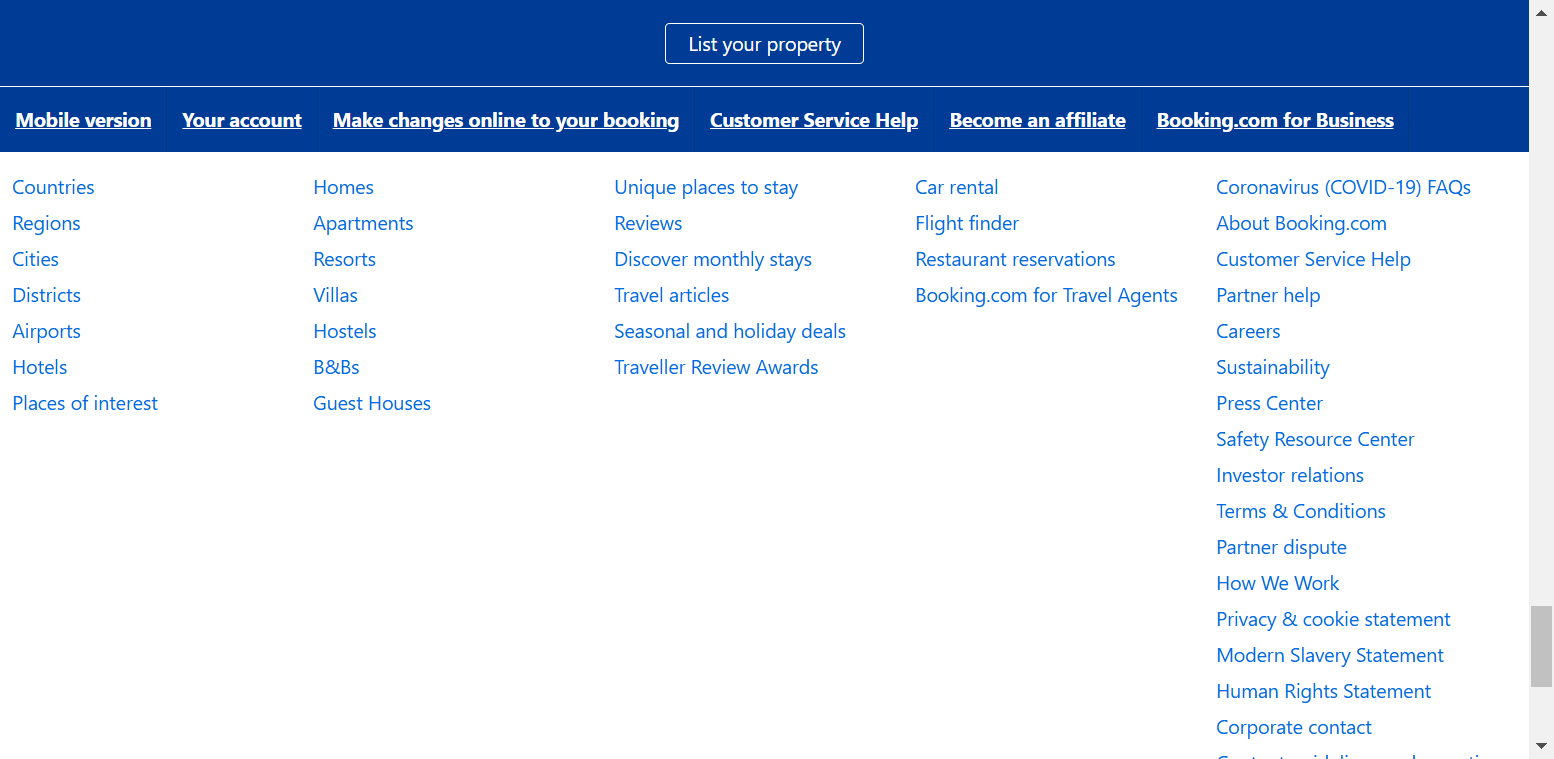 List your property
Mobile version
Your account
Make changes online to your booking
Customer Service Help
Become an affiliate
Booking.com for Business
Countries
Regions
Cities
Districts
Airports
Hotels
Places of interest
Homes
Apartments
Resorts
Villas
Hostels
B&Bs
Guest Houses
Unique places to stay
Reviews
Discover monthly stays
Travel articles
Seasonal and holiday deals
Traveller Review Awards
Car rental
Flight finder
Restaurant reservations
Booking.com for Travel Agents
Coronavirus (COVID-19) FAQs
About Booking.com
Customer Service Help
Partner help
Careers
Sustainability
Press Center
Safety Resource Center
Investor relations
Terms & Conditions
Partner dispute
How We Work
Privacy & cookie statement
Modern Slavery Statement
Human Rights Statement
Corporate contact